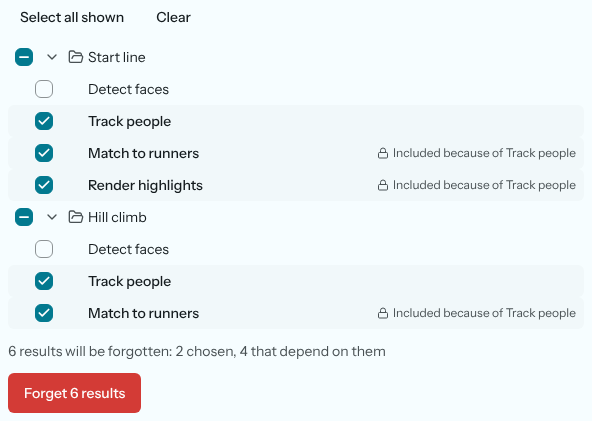 Select all shown Clear
Start line
Detect faces
Track people
Match to runners Included because of Track people
Render highlights Included because of Track people
Hill climb
Detect faces
Track people
Match to runners Included because of Track people
6 results will be forgotten: 2 chosen, 4 that depend on them
Forget 6 results